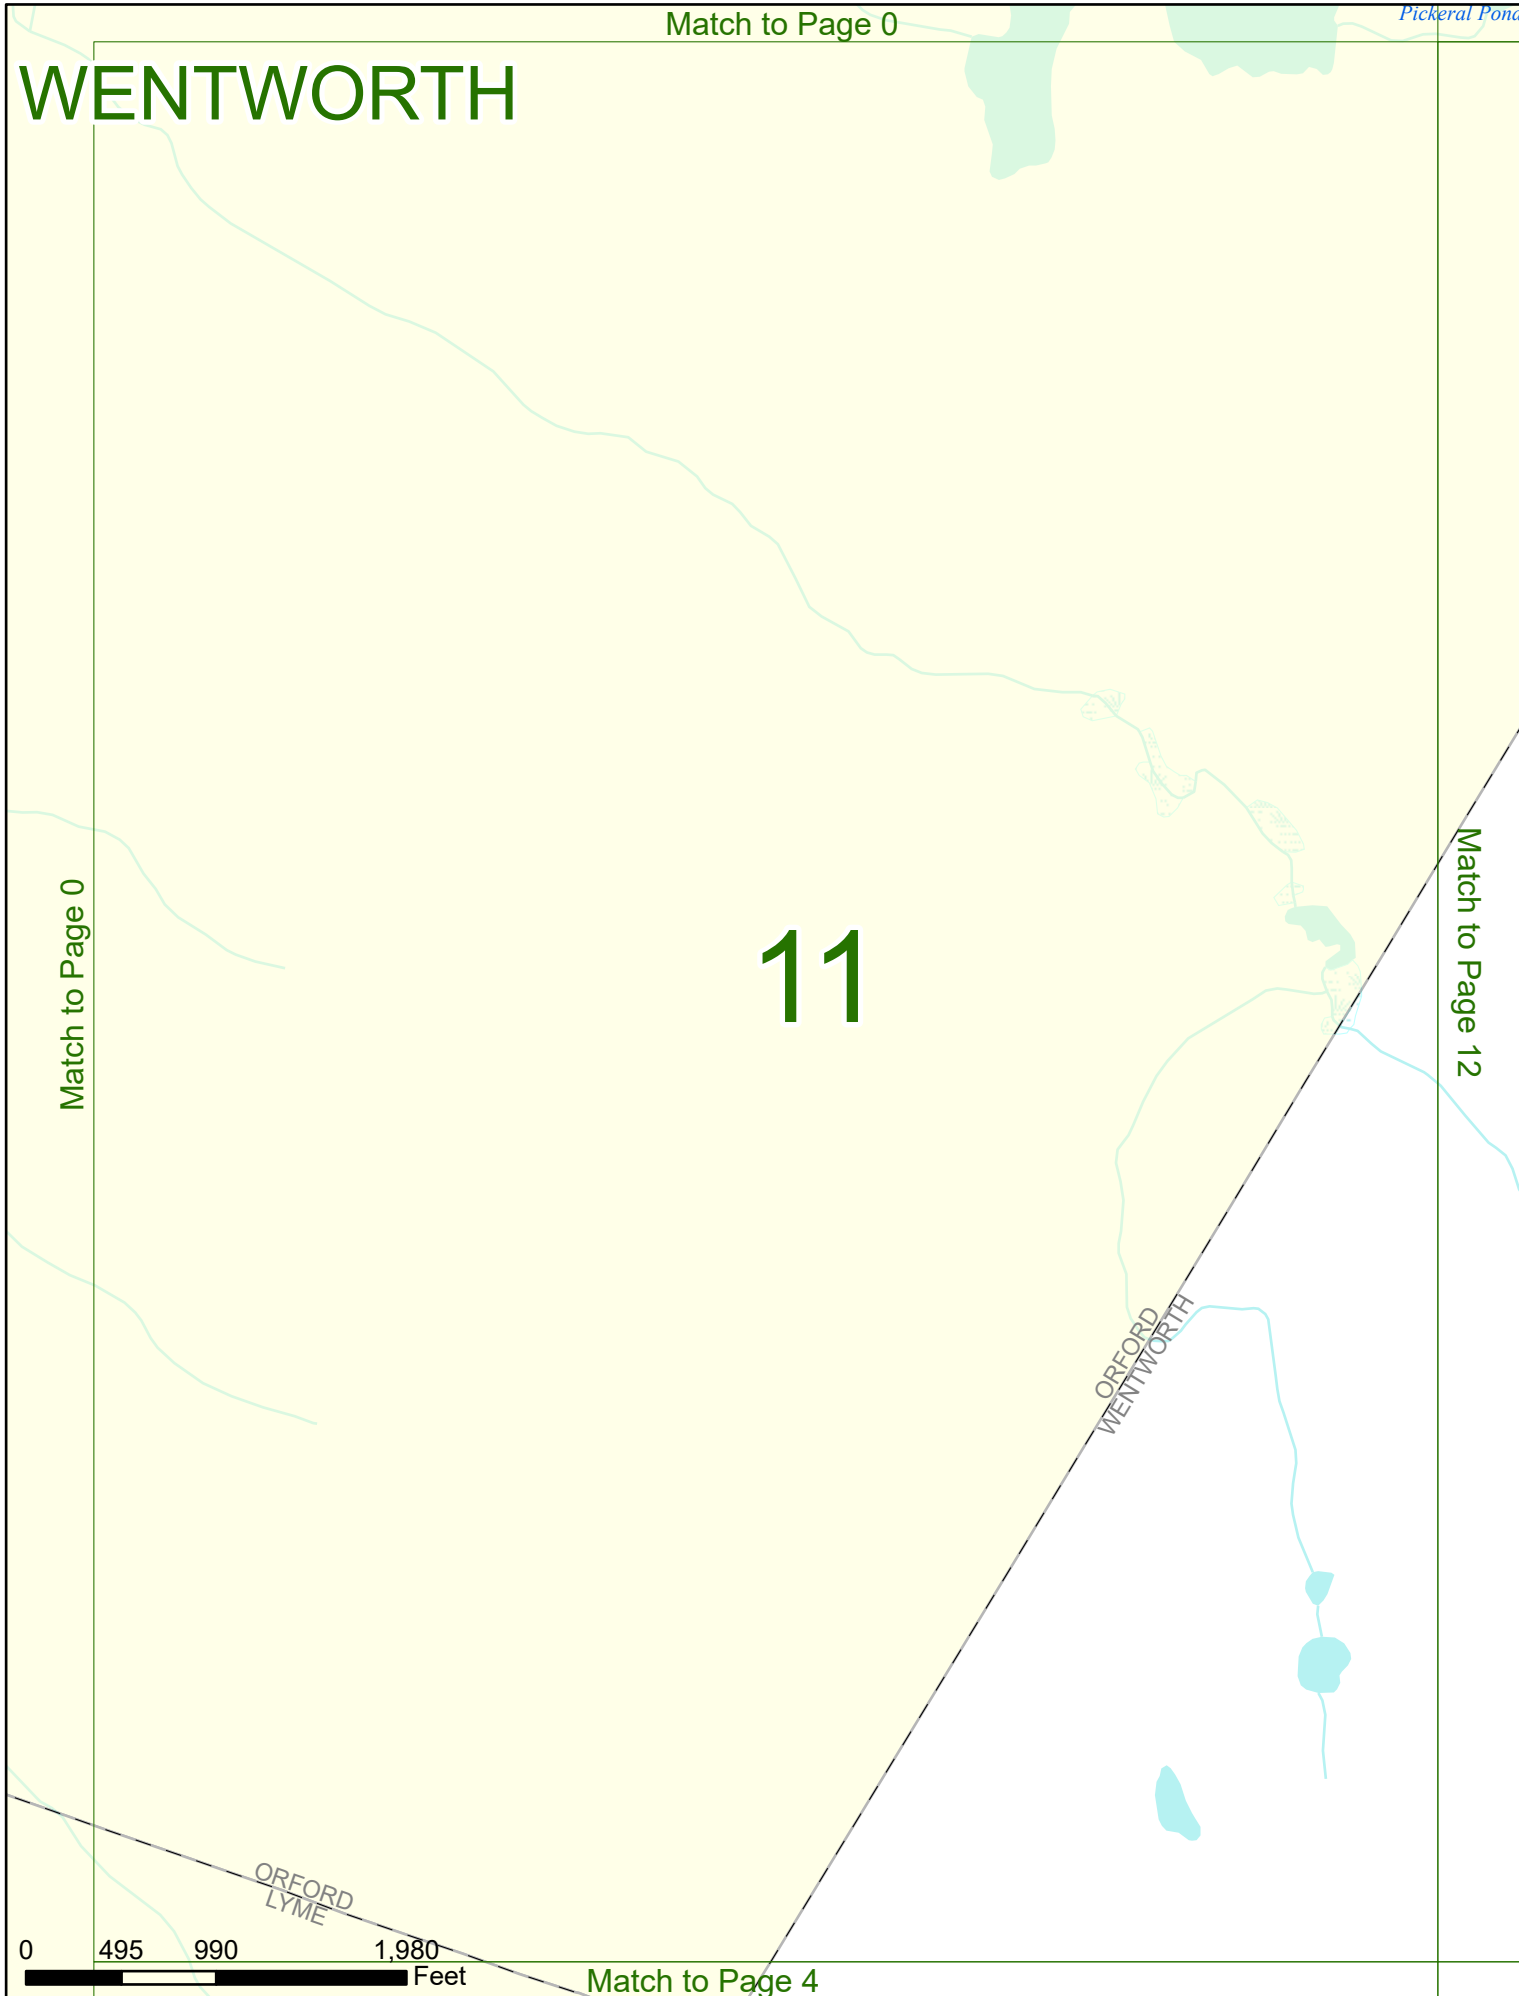 Match to Page 0
Pickeral Pond
WENTWORTH
Match to Page 0
11
Match to Page 12
ORFORD
WENTWORTH
ORFORD
LYME
0 495 990 1,980
Feet
Match to Page 4